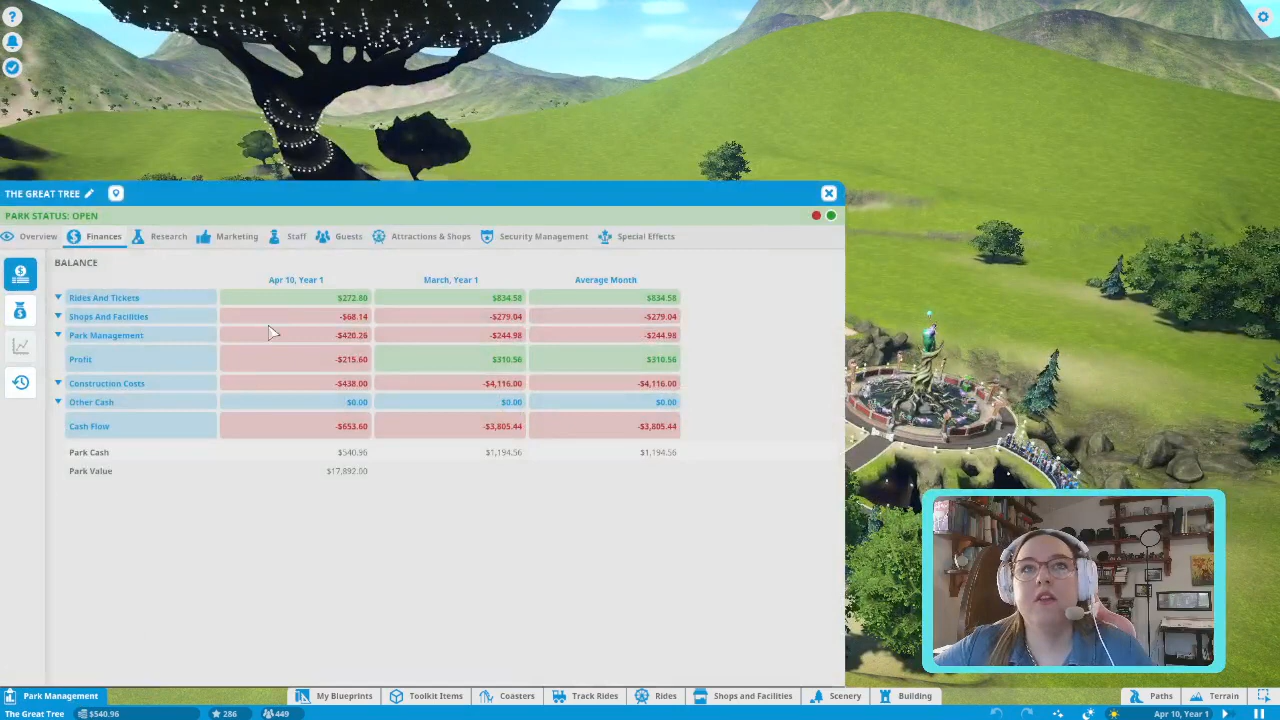 THE GREAT TREE
PARK STATUS: OPEN
Overview Finances Research Marketing Staff Guests Attractions & Shops Security Management Special Effects
BALANCE
Apr 10, Year 1 March, Year 1 Average Month
Rides And Tickets $272.80 $834.58 $834.58
Shops And Facilities -$68.14 -$279.04 -$279.04
Park Management -$420.26 -$244.98 -$244.98
Profit -$215.60 $310.56 $310.56
Construction Costs -$438.00 -$4,116.00 -$4,116.00
Other Cash $0.00 $0.00 $0.00
Cash Flow -$653.60 -$3,805.44 -$3,805.44
Park Cash $540.96 $1,194.56 $1,194.56
Park Value $17,892.00
Park Management My Blueprints Toolkit Items Coasters Track Rides Rides Shops and Facilities Scenery Building Paths Terrain
The Great Tree $540.96 286 449 Apr 10, Year 1